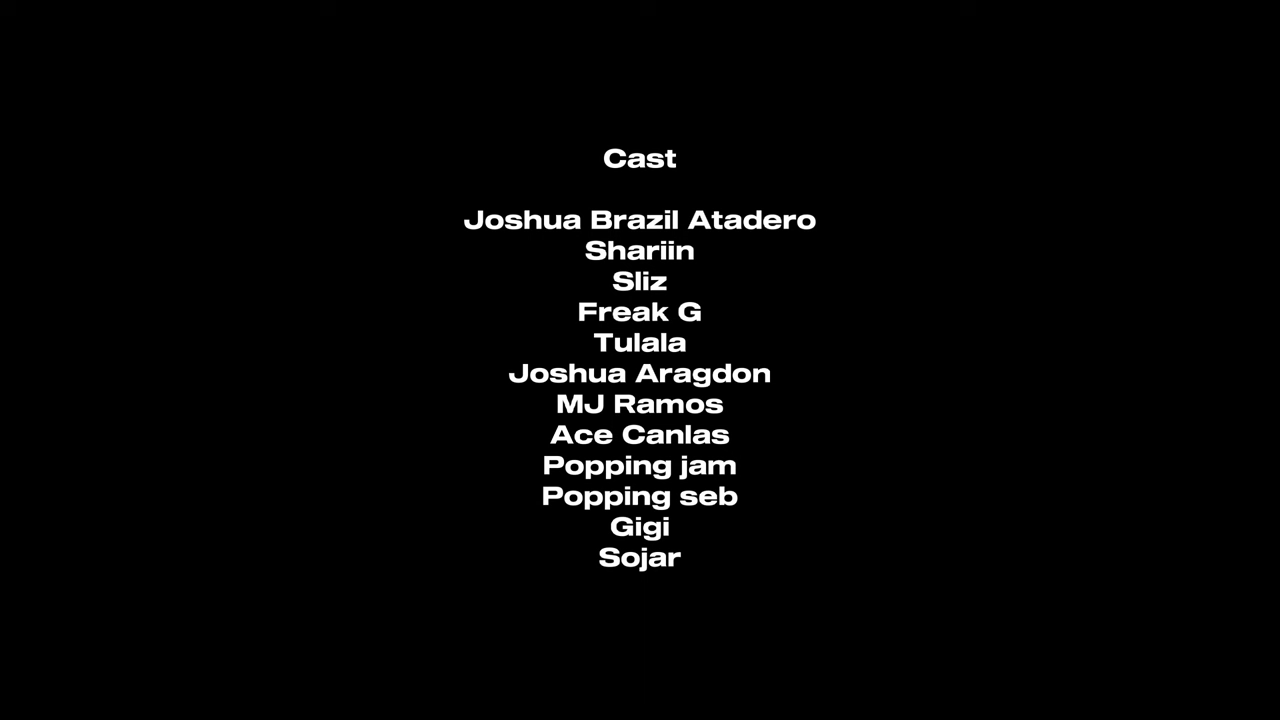 Cast
Joshua Brazil Atadero
Shariin
Sliz
Freak G
Tulala
Joshua Aragdon
MJ Ramos
Ace Canlas
Popping jam
Popping seb
Gigi
Sojar